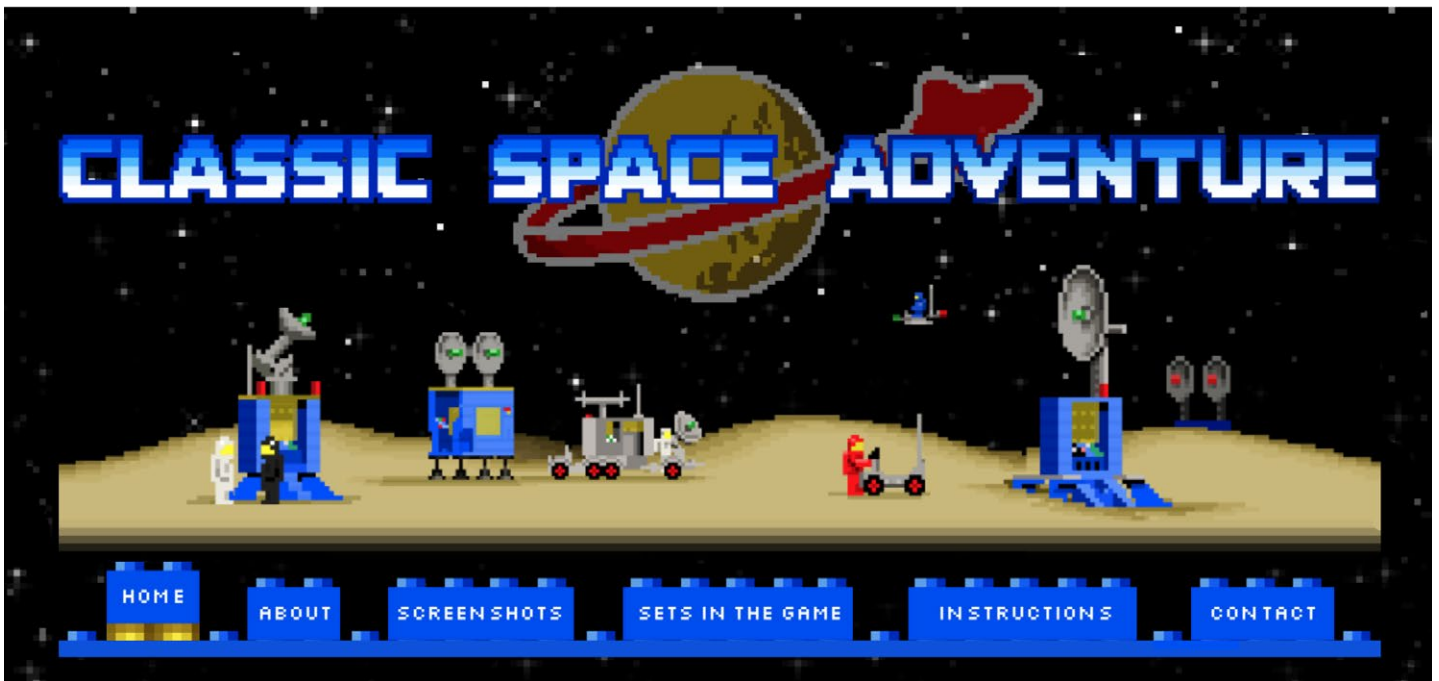 CLASSIC SPACE ADVENTURE
HOME
ABOUT
SCREENSHOTS
SETS IN THE GAME
INSTRUCTIONS
CONTACT